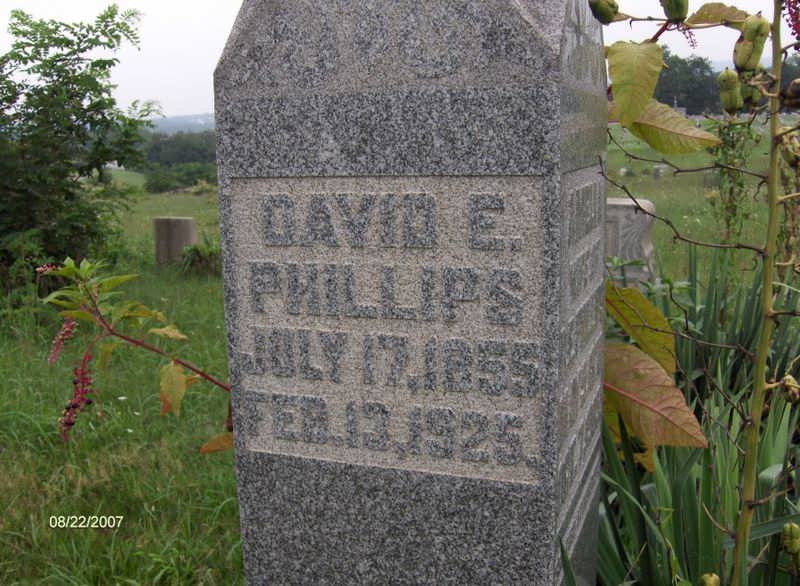 DAVID E.
PHILLIPS
JULY 17, 1855
FEB. 13, 1925.
08/22/2007